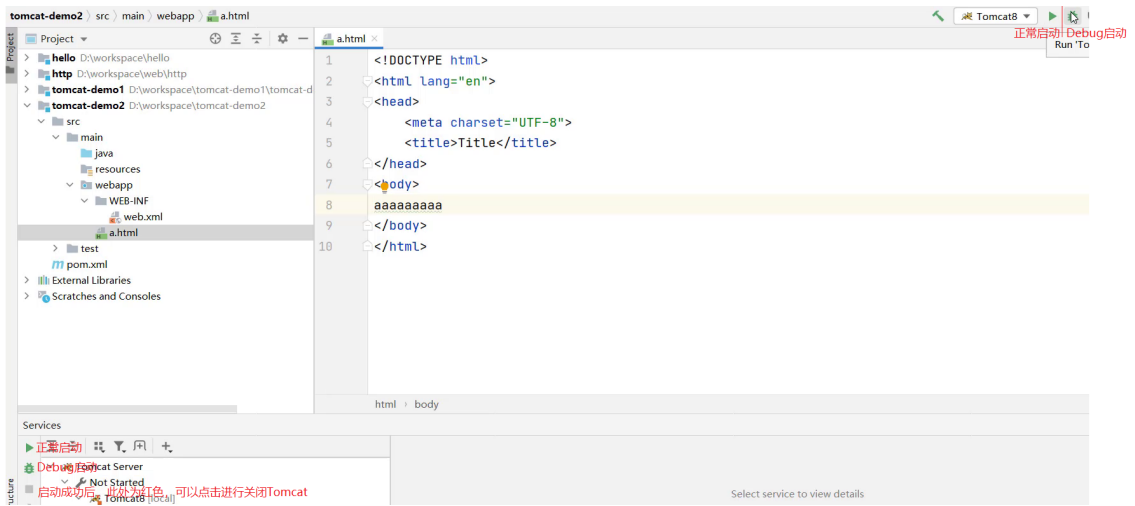 tomcat-demo2 src main webapp a.html Tomcat8
正常启动 Debug启动
Project Project a.html Run 'To
hello D:\workspace\hello
http D:\workspace\web\http
tomcat-demo1 D:\workspace\tomcat-demo1\tomcat-d
tomcat-demo2 D:\workspace\tomcat-demo2
src
main
java
resources
webapp
WEB-INF
web.xml
a.html
test
pom.xml
External Libraries
Scratches and Consoles
1 <!DOCTYPE html>
2 <html lang="en">
3 <head>
4 <meta charset="UTF-8">
5 <title>Title</title>
6 </head>
7 <body>
8 aaaaaaaaa
9 </body>
10 </html>
html body
Services
正常启动
Debug启动
Tomcat Server
Not Started
启动成功后,此处为红色,可以点击进行关闭Tomcat
Tomcat8 [local]
Select service to view details
ucture